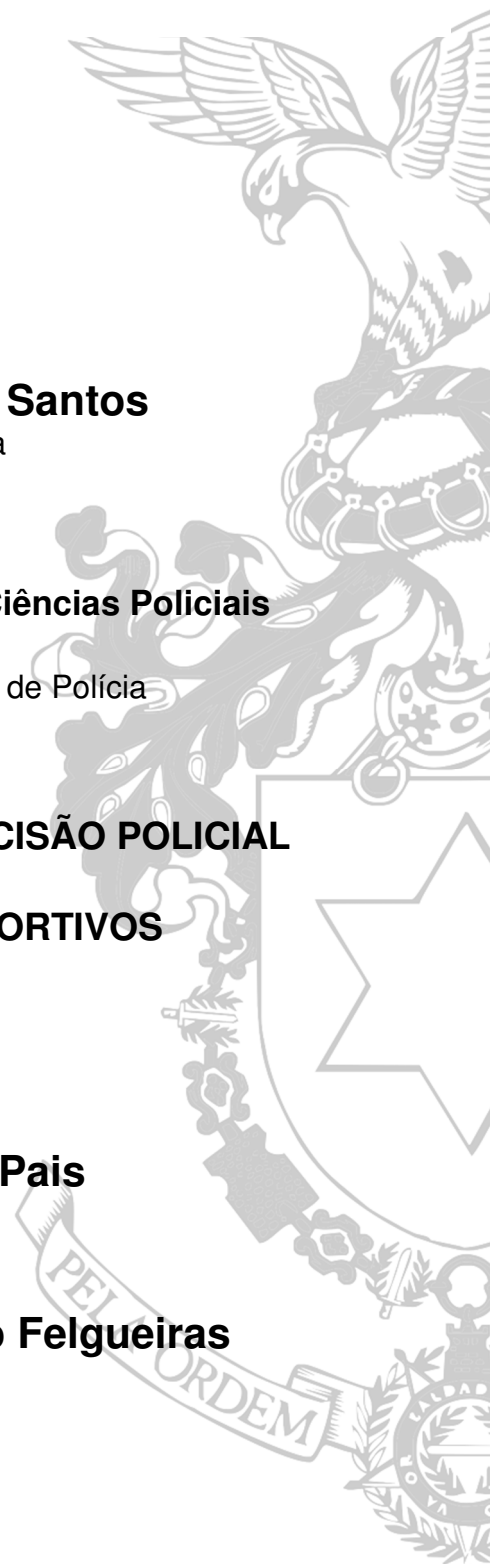 Santos
a
Ciências Policiais
de Polícia
CISÃO POLICIAL
ORTIVOS
Pais
o Felgueiras
PELA ORDEM